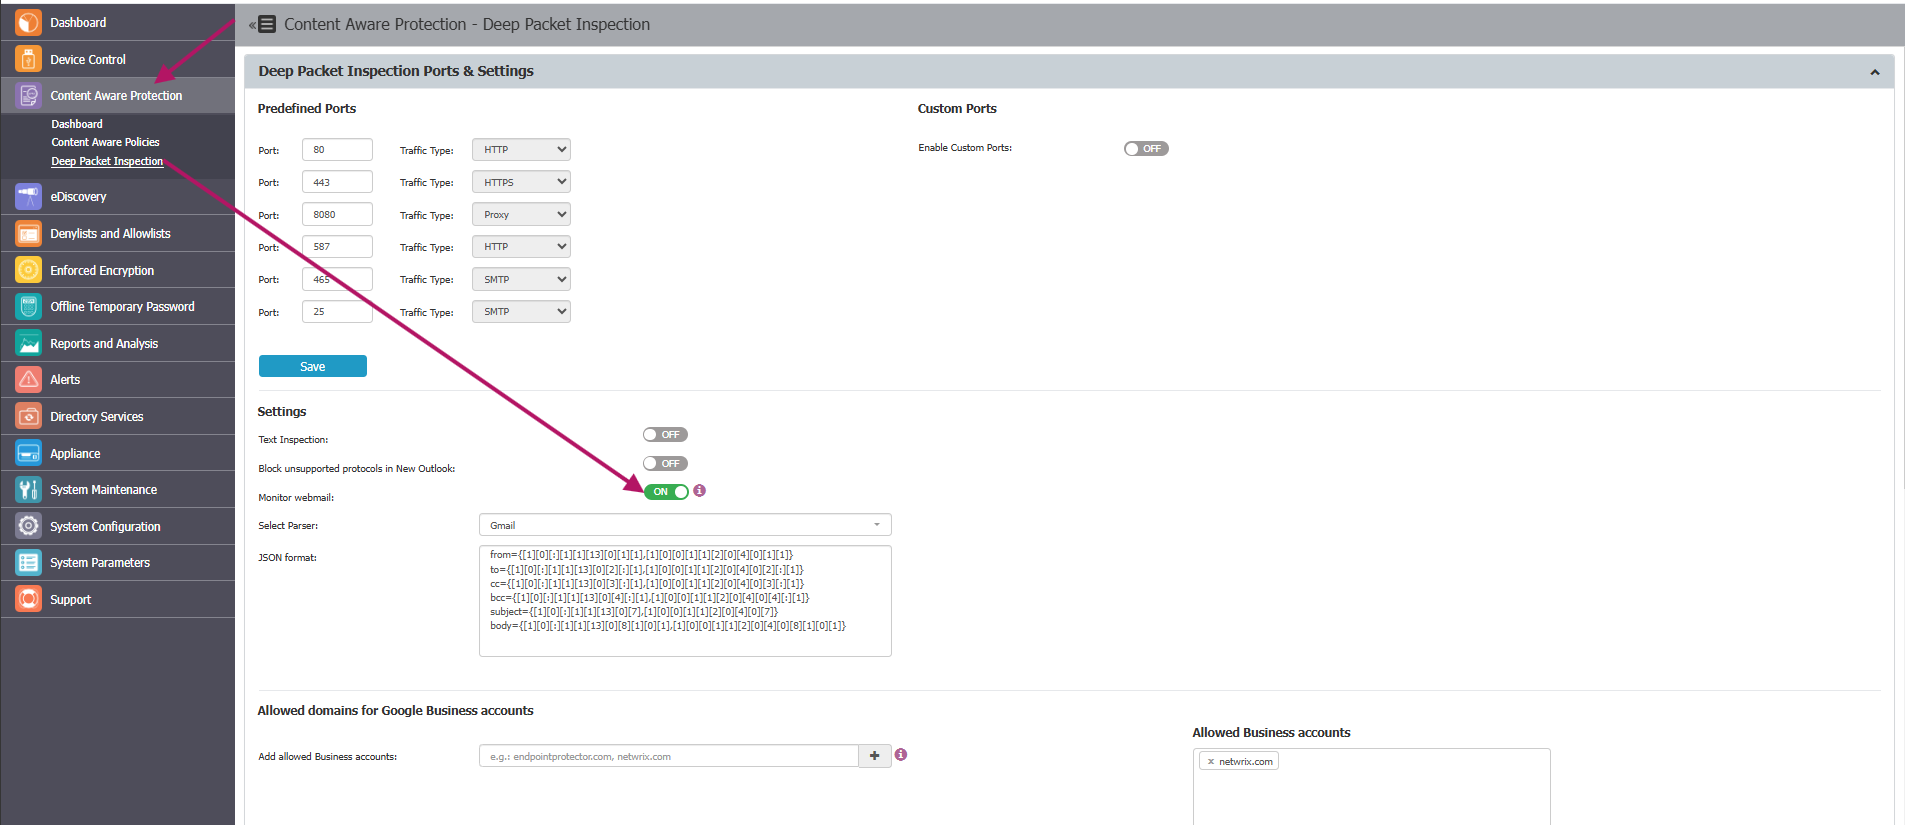 Dashboard
Device Control
Content Aware Protection
Dashboard
Content Aware Policies
Deep Packet Inspection
eDiscovery
Denylists and Allowlists
Enforced Encryption
Offline Temporary Password
Reports and Analysis
Alerts
Directory Services
Appliance
System Maintenance
System Configuration
System Parameters
Support
« Content Aware Protection - Deep Packet Inspection
Deep Packet Inspection Ports & Settings
Predefined Ports
Port: 80 Traffic Type: HTTP
Port: 443 Traffic Type: HTTPS
Port: 8080 Traffic Type: Proxy
Port: 587 Traffic Type: HTTP
Port: 465 Traffic Type: SMTP
Port: 25 Traffic Type: SMTP
Save
Custom Ports
Enable Custom Ports: OFF
Settings
Text Inspection: OFF
Block unsupported protocols in New Outlook: OFF
Monitor webmail: ON
Select Parser: Gmail
JSON format:
from={[1][0][:][1][1][13][0][1][1],[1][0][0][1][1][2][0][4][0][1][1]}
to={[1][0][:][1][1][13][0][2][:][1],[1][0][0][1][1][2][0][4][0][2][:][1]}
cc={[1][0][:][1][1][13][0][3][:][1],[1][0][0][1][1][2][0][4][0][3][:][1]}
bcc={[1][0][:][1][1][13][0][4][:][1],[1][0][0][1][1][2][0][4][0][4][:][1]}
subject={[1][0][:][1][1][13][0][7],[1][0][0][1][1][2][0][4][0][7]}
body={[1][0][:][1][1][13][0][8][1][0][1],[1][0][0][1][1][2][0][4][0][8][1][0][1]}
Allowed domains for Google Business accounts
Add allowed Business accounts: e.g.: endpointprotector.com, netwrix.com
Allowed Business accounts
× netwrix.com